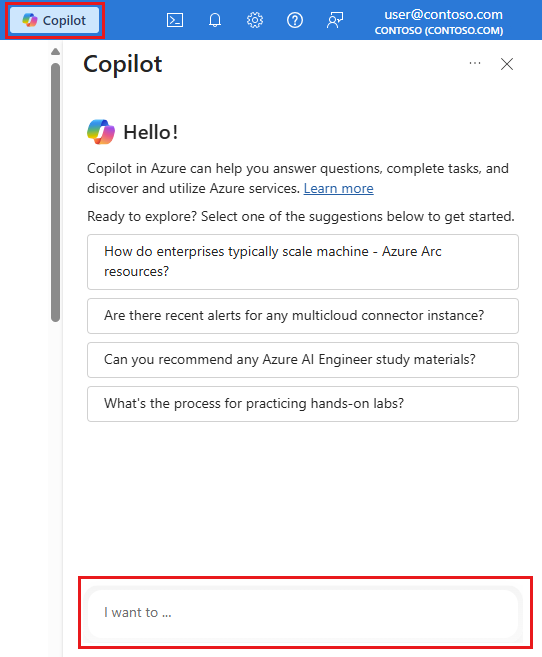 Copilot
user@contoso.com
CONTOSO (CONTOSO.COM)
Copilot
Hello!
Copilot in Azure can help you answer questions, complete tasks, and
discover and utilize Azure services. Learn more
Ready to explore? Select one of the suggestions below to get started.
How do enterprises typically scale machine - Azure Arc
resources?
Are there recent alerts for any multicloud connector instance?
Can you recommend any Azure AI Engineer study materials?
What's the process for practicing hands-on labs?
I want to ...